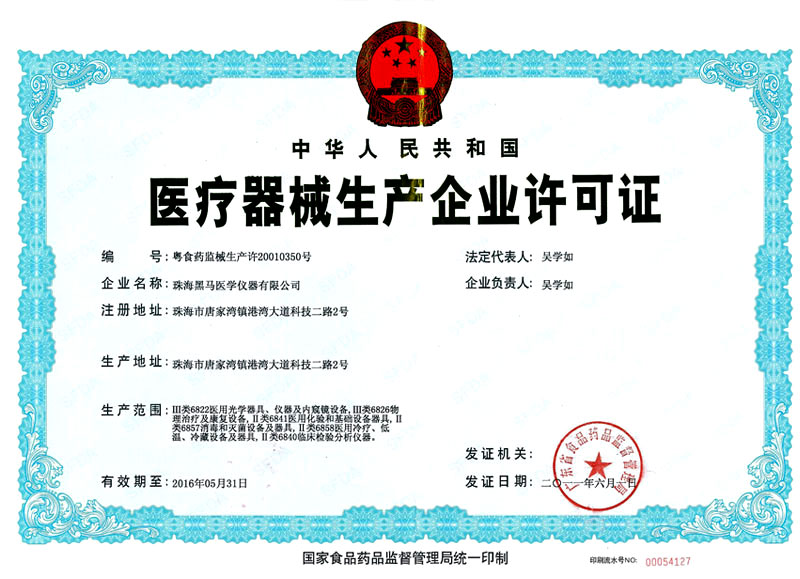 中华人民共和国
医疗器械生产企业许可证
编 号：粤食药监械生产许20010350号
法定代表人：吴学如
企业名称：珠海黑马医学仪器有限公司
企业负责人：吴学如
注册地址：珠海市唐家湾镇港湾大道科技二路2号
生产地址：珠海市唐家湾镇港湾大道科技二路2号
生产范围：III类6822医用光学器具、仪器及内窥镜设备,III类6826物
理治疗及康复设备,II类6841医用化验和基础设备器具,II
类6857消毒和灭菌设备及器具,II类6858医用冷疗、低
温、冷藏设备及器具,II类6840临床检验分析仪器。
发证机关：
广东省食品药品监督管理局
有效期至：2016年05月31日
发证日期：二〇一一年六月一日
国家食品药品监督管理局统一印制
印刷流水号NO: 00054127